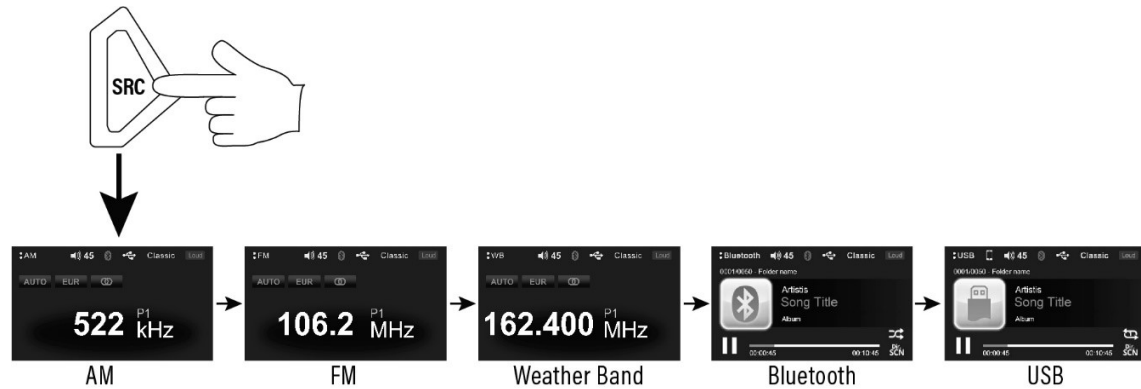 SRC
:AM 45 Classic Loud
AUTO EUR
522 P1 kHz
AM
:FM 45 Classic Loud
AUTO EUR
106.2 P1 MHz
FM
:WB 45 Classic Loud
AUTO EUR
162.400 P1 MHz
Weather Band
:Bluetooth 45 Classic Loud
0001/0050 - Folder name
Artistis
Song Title
Album
00:00:45 00:10:45 SCN
Bluetooth
:USB 45 Classic Loud
0001/0050 - Folder name
Artistis
Song Title
Album
00:00:45 00:10:45 SCN
USB